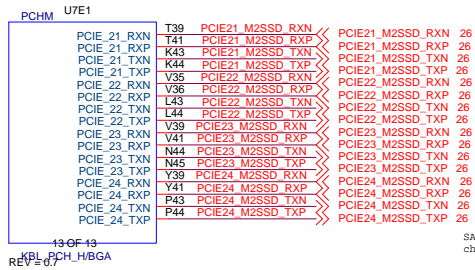 PCHM U7E1
PCIE_21_RXN T39 PCIE21_M2SSD_RXN PCIE21_M2SSD_RXN 26
PCIE_21_RXP T41 PCIE21_M2SSD_RXP PCIE21_M2SSD_RXP 26
PCIE_21_TXN K43 PCIE21_M2SSD_TXN PCIE21_M2SSD_TXN 26
PCIE_21_TXP K44 PCIE21_M2SSD_TXP PCIE21_M2SSD_TXP 26
PCIE_22_RXN V35 PCIE22_M2SSD_RXN PCIE22_M2SSD_RXN 26
PCIE_22_RXP V36 PCIE22_M2SSD_RXP PCIE22_M2SSD_RXP 26
PCIE_22_TXN L43 PCIE22_M2SSD_TXN PCIE22_M2SSD_TXN 26
PCIE_22_TXP L44 PCIE22_M2SSD_TXP PCIE22_M2SSD_TXP 26
PCIE_23_RXN V39 PCIE23_M2SSD_RXN PCIE23_M2SSD_RXN 26
PCIE_23_RXP V41 PCIE23_M2SSD_RXP PCIE23_M2SSD_RXP 26
PCIE_23_TXN N44 PCIE23_M2SSD_TXN PCIE23_M2SSD_TXN 26
PCIE_23_TXP N45 PCIE23_M2SSD_TXP PCIE23_M2SSD_TXP 26
PCIE_24_RXN Y39 PCIE24_M2SSD_RXN PCIE24_M2SSD_RXN 26
PCIE_24_RXP Y41 PCIE24_M2SSD_RXP PCIE24_M2SSD_RXP 26
PCIE_24_TXN P43 PCIE24_M2SSD_TXN PCIE24_M2SSD_TXN 26
PCIE_24_TXP P44 PCIE24_M2SSD_TXP PCIE24_M2SSD_TXP 26
SA
ch
13 OF 13
KBL_PCH_H/BGA
REV = 0.7